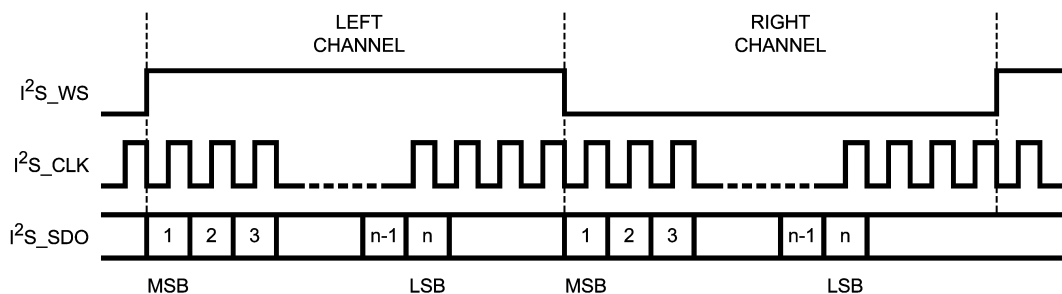 LEFT
CHANNEL
RIGHT
CHANNEL
I²S_WS
I²S_CLK
I²S_SDO
1 2 3 n-1 n 1 2 3 n-1 n
MSB LSB MSB LSB